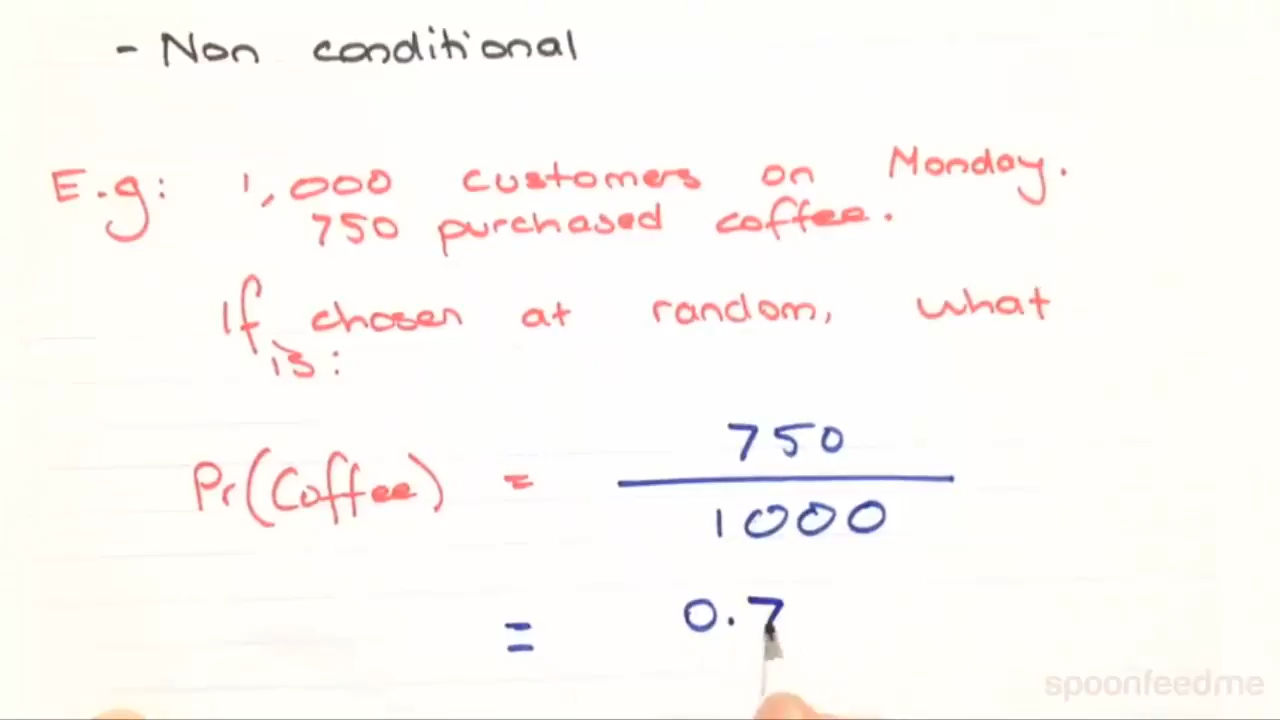 - Non conditional
E.g: 1,000 customers on Monday.
750 purchased coffee.
If chosen at random, what
is:
Pr(Coffee) = 750
1000
= 0.7
spoonfeedme